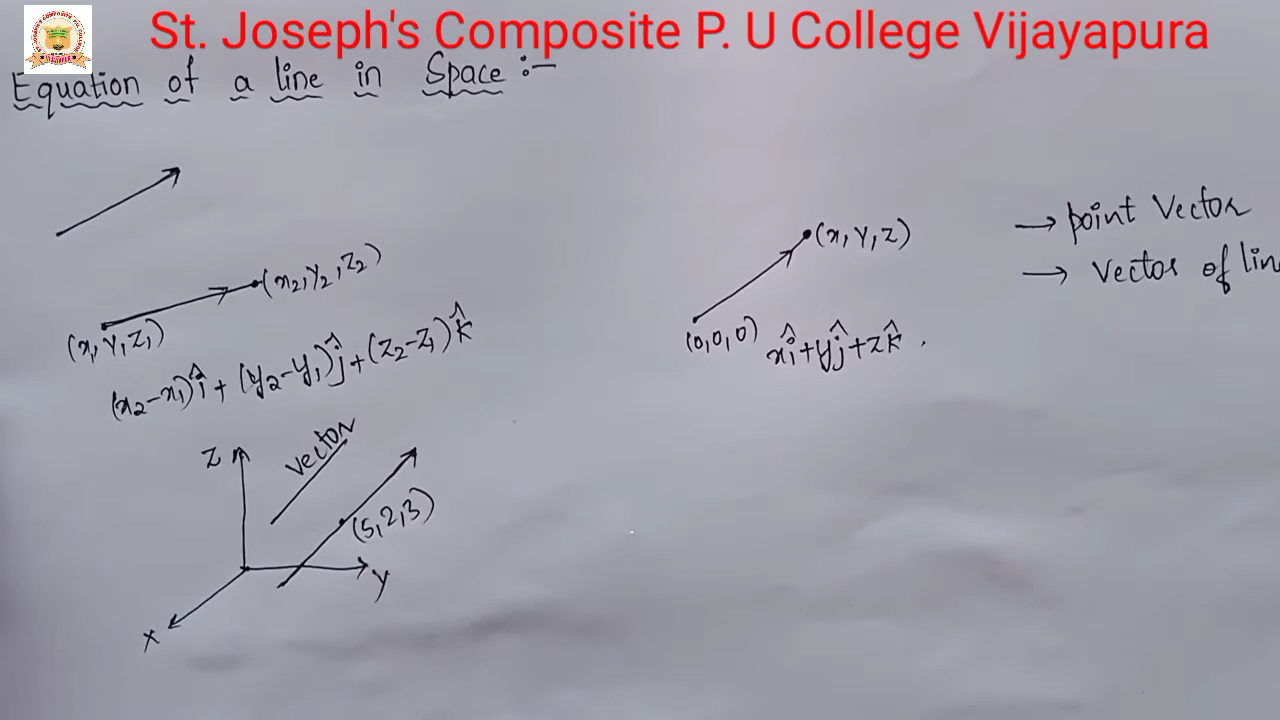 St. Joseph's Composite P. U College Vijayapura
Equation of a line in Space :-
(x₂, y₂, z₂)
(x₁, y₁, z₁)
(x₂-x₁)î + (y₂-y₁)ĵ + (z₂-z₁)k̂
(x, y, z)
(0, 0, 0)
xî + yĵ + zk̂ .
→ point Vector
→ Vector of lin
Z
vector
(5, 2, 3)
Y
X